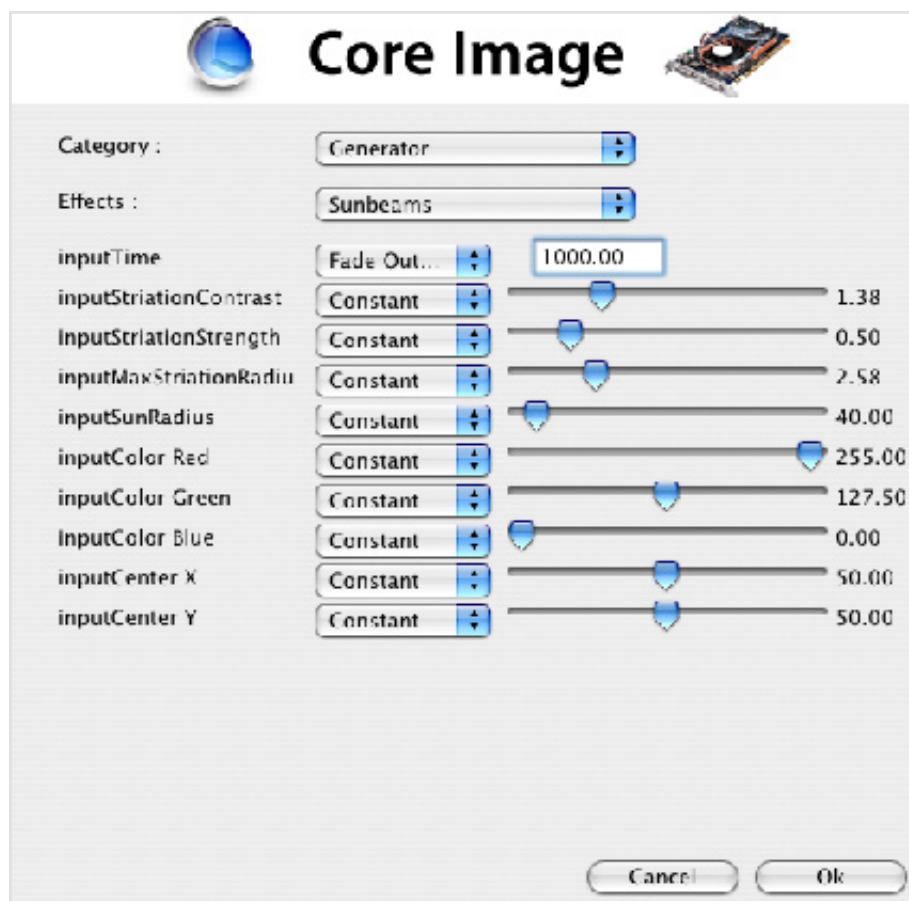 Core Image
Category :
Generator
Effects :
Sunbeams
inputTime
Fade Out...
1000.00
inputStriationContrast
Constant
1.38
inputStriationStrength
Constant
0.50
inputMaxStriationRadiu
Constant
2.58
inputSunRadius
Constant
40.00
inputColor Red
Constant
255.00
inputColor Green
Constant
127.50
inputColor Blue
Constant
0.00
inputCenter X
Constant
50.00
inputCenter Y
Constant
50.00
Cancel
Ok